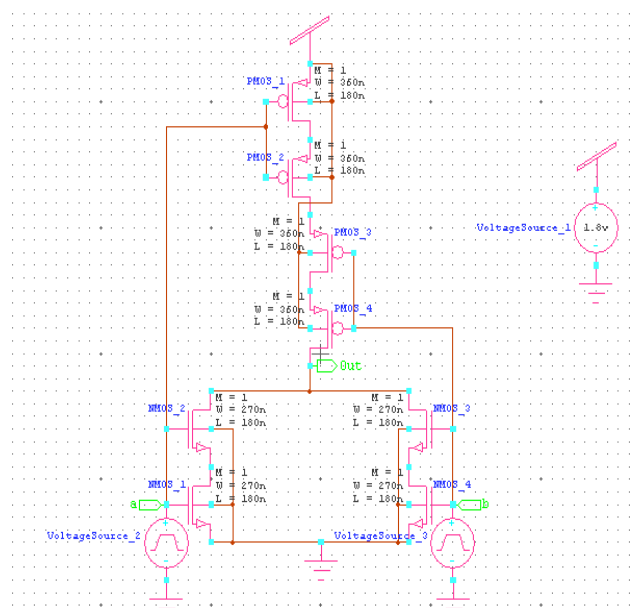 M = 1
PMOS_1
W = 360n
L = 180n
M = 1
PMOS_2
W = 360n
L = 180n
M = 1
PMOS_3
W = 360n
L = 180n
VoltageSource_1
1.8v
M = 1
PMOS_4
W = 360n
L = 180n
Out
M = 1
NMOS_2
W = 270n
L = 180n
M = 1
NMOS_3
W = 270n
L = 180n
M = 1
NMOS_1
W = 270n
L = 180n
M = 1
NMOS_4
W = 270n
L = 180n
a
b
VoltageSource_2
VoltageSource_3